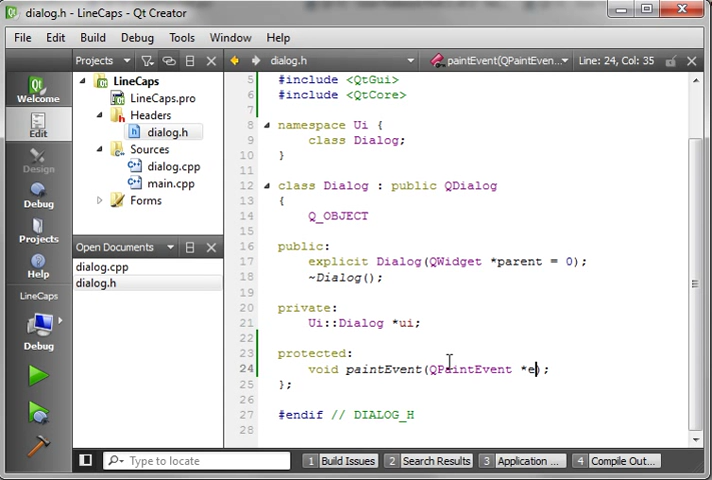 dialog.h - LineCaps - Qt Creator
File Edit Build Debug Tools Window Help
Projects
dialog.h
paintEvent(QPaintEven...
Line: 24, Col: 35
Welcome
Edit
Design
Debug
Projects
Help
LineCaps
Debug
LineCaps
LineCaps.pro
Headers
dialog.h
Sources
dialog.cpp
main.cpp
Forms
Open Documents
dialog.cpp
dialog.h
5 #include <QtGui>
6 #include <QtCore>
7
8 namespace Ui {
9 class Dialog;
10 }
11
12 class Dialog : public QDialog
13 {
14 Q_OBJECT
15
16 public:
17 explicit Dialog(QWidget *parent = 0);
18 ~Dialog();
19
20 private:
21 Ui::Dialog *ui;
22
23 protected:
24 void paintEvent(QPaintEvent *e);
25 };
26
27 #endif // DIALOG_H
28
Type to locate
1 Build Issues
2 Search Results
3 Application ...
4 Compile Out...